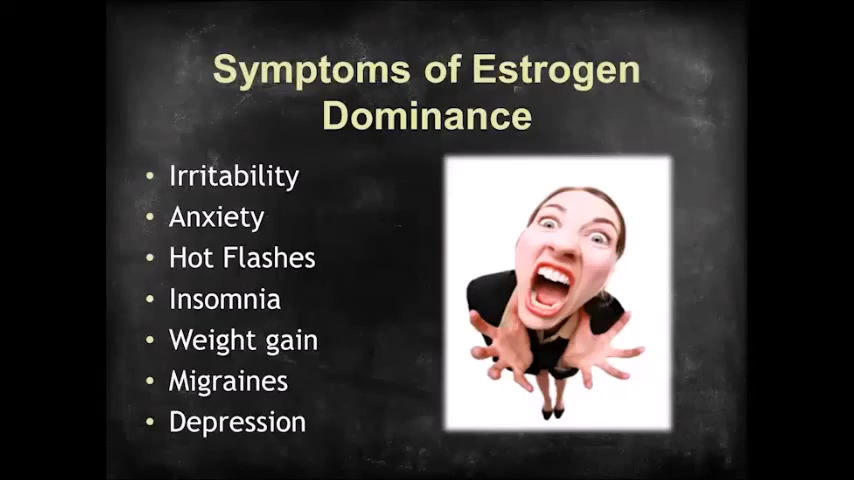 Symptoms of Estrogen
Dominance
• Irritability
• Anxiety
• Hot Flashes
• Insomnia
• Weight gain
• Migraines
• Depression